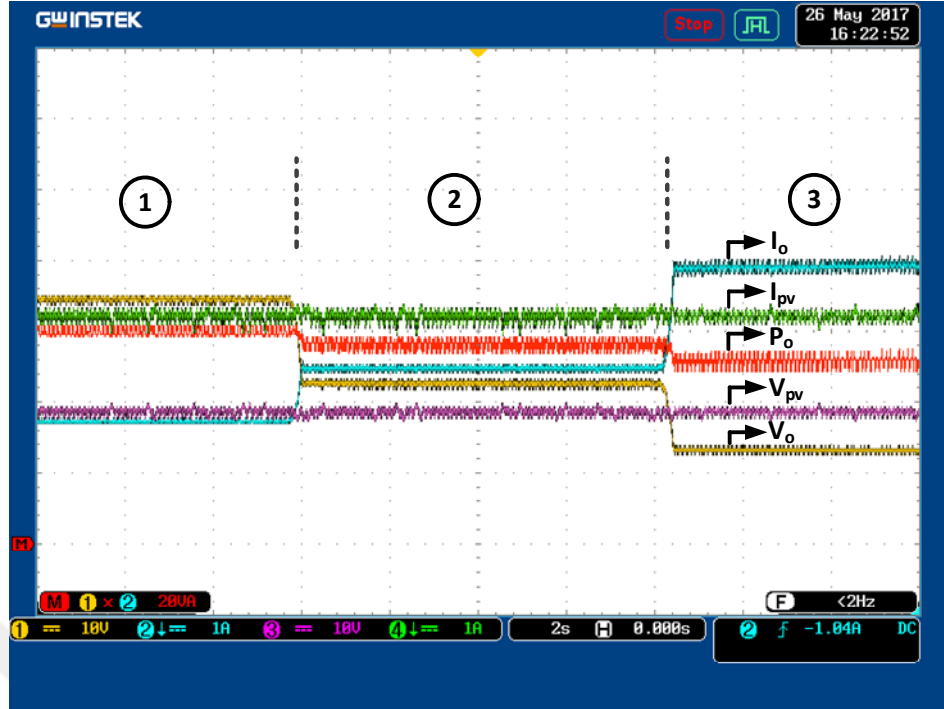 GWINSTEK
Stop
26 May 2017
16:22:52
1
2
3
Io
Ipv
Po
Vpv
Vo
M
M 1 × 2 20VA
F <2Hz
1 10V 2 1A 3 10V 4 1A 2s H 0.000s 2 -1.04A DC